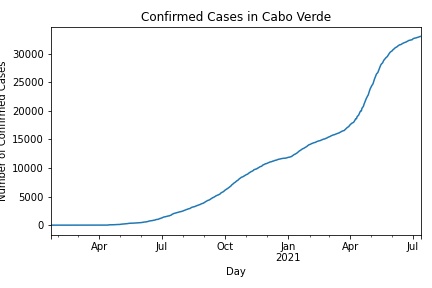 Confirmed Cases in Cabo Verde
Number of Confirmed Cases
30000
25000
20000
15000
10000
5000
0
Apr
Jul
Oct
Jan
2021
Apr
Jul
Day